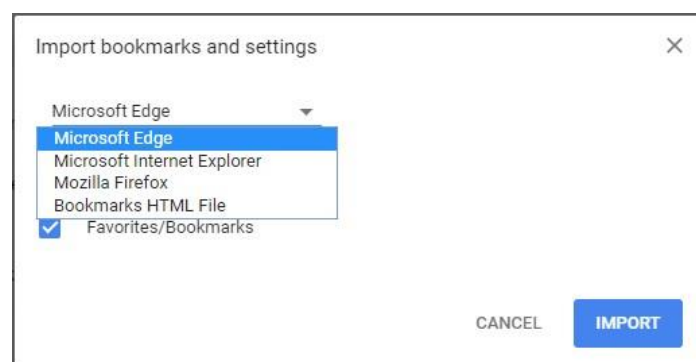 Import bookmarks and settings
Microsoft Edge
Microsoft Edge
Microsoft Internet Explorer
Mozilla Firefox
Bookmarks HTML File
Favorites/Bookmarks
CANCEL IMPORT